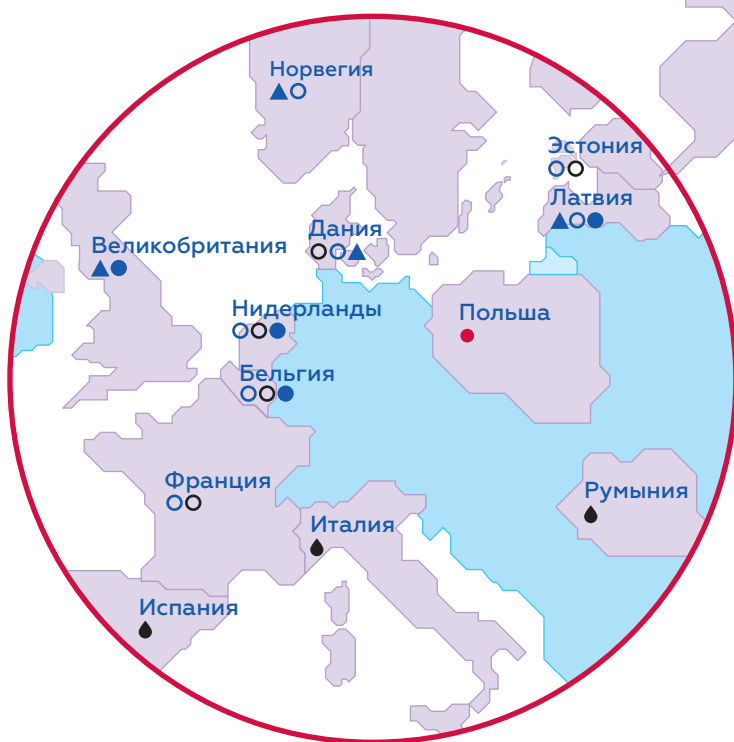 Норвегия
Эстония
Латвия
Дания
Великобритания
Нидерланды
Польша
Бельгия
Франция
Румыния
Италия
Испания